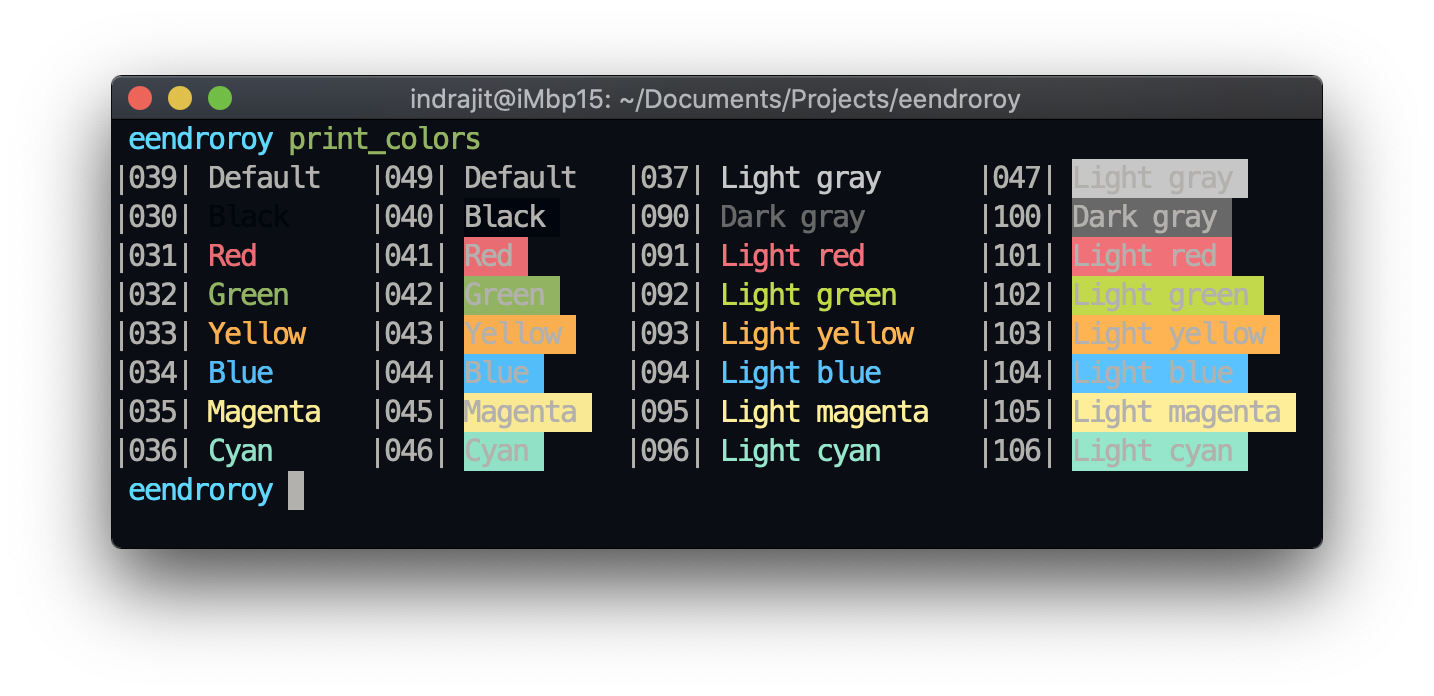 indrajit@iMbp15: ~/Documents/Projects/eendroroy
eendroroy print_colors
|039| Default |049| Default |037| Light gray |047| Light gray
|030| Black |040| Black |090| Dark gray |100| Dark gray
|031| Red |041| Red |091| Light red |101| Light red
|032| Green |042| Green |092| Light green |102| Light green
|033| Yellow |043| Yellow |093| Light yellow |103| Light yellow
|034| Blue |044| Blue |094| Light blue |104| Light blue
|035| Magenta |045| Magenta |095| Light magenta |105| Light magenta
|036| Cyan |046| Cyan |096| Light cyan |106| Light cyan
eendroroy